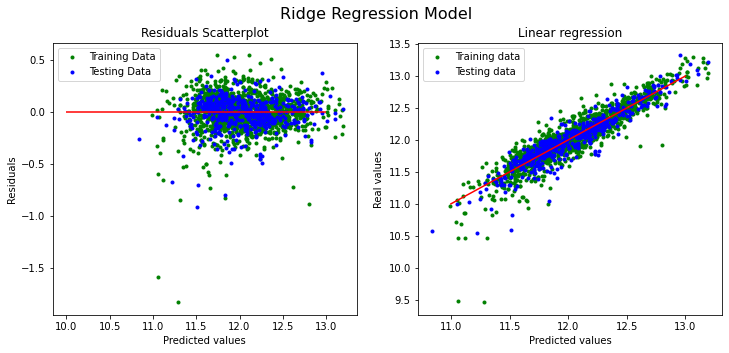 Ridge Regression Model
Residuals Scatterplot
Training Data
Testing Data
0.5
0.0
−0.5
−1.0
−1.5
Residuals
10.0 10.5 11.0 11.5 12.0 12.5 13.0
Predicted values
Linear regression
Training data
Testing data
13.5
13.0
12.5
12.0
11.5
11.0
10.5
10.0
9.5
Real values
11.0 11.5 12.0 12.5 13.0
Predicted values